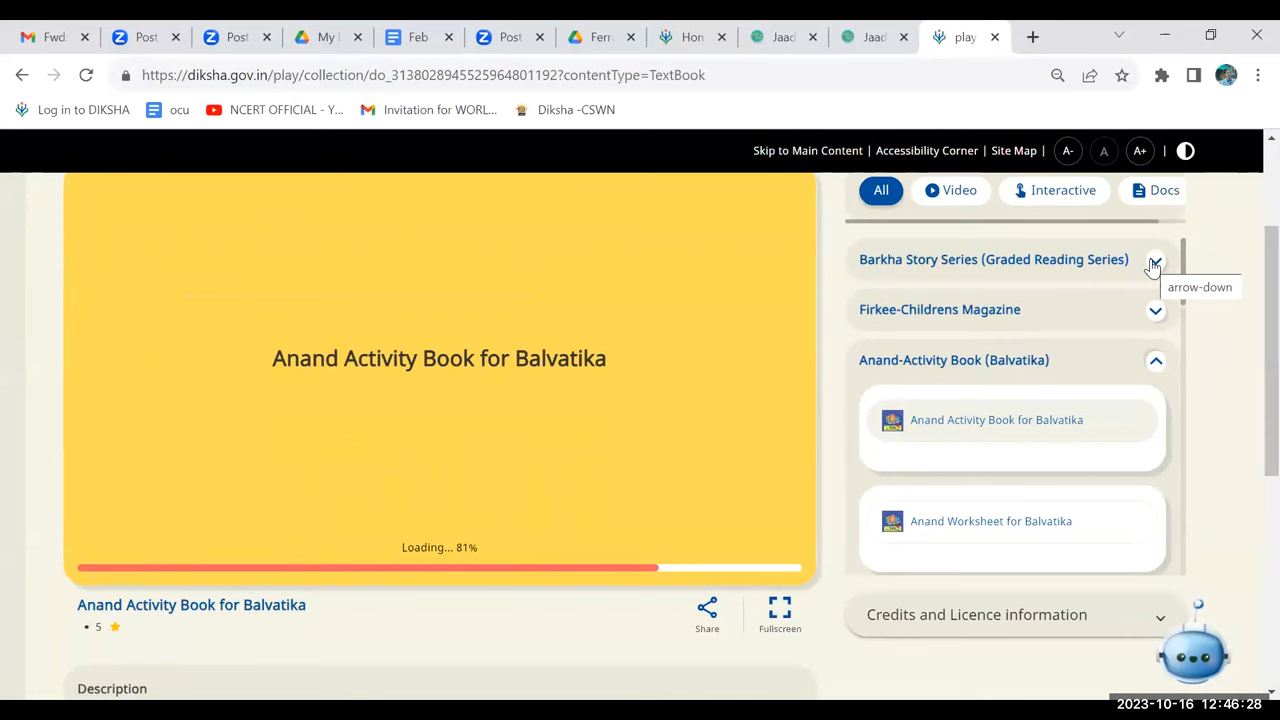 Fwd
Post
Post
My I
Feb
Post
Ferr
Hon
Jaad
Jaad
play
https://diksha.gov.in/play/collection/do_31380289455259648011​92?contentType=TextBook
Log in to DIKSHA
ocu
NCERT OFFICIAL - Y...
Invitation for WORL...
Diksha -CSWN
Skip to Main Content | Accessibility Corner | Site Map | A- A A+ |
All
Video
Interactive
Docs
Barkha Story Series (Graded Reading Series)
arrow-down
Firkee-Childrens Magazine
Anand-Activity Book (Balvatika)
Anand Activity Book for Balvatika
Anand Worksheet for Balvatika
Credits and Licence information
Anand Activity Book for Balvatika
Loading... 81%
Anand Activity Book for Balvatika
• 5
Share
Fullscreen
Description
2023-10-16 12:46:28